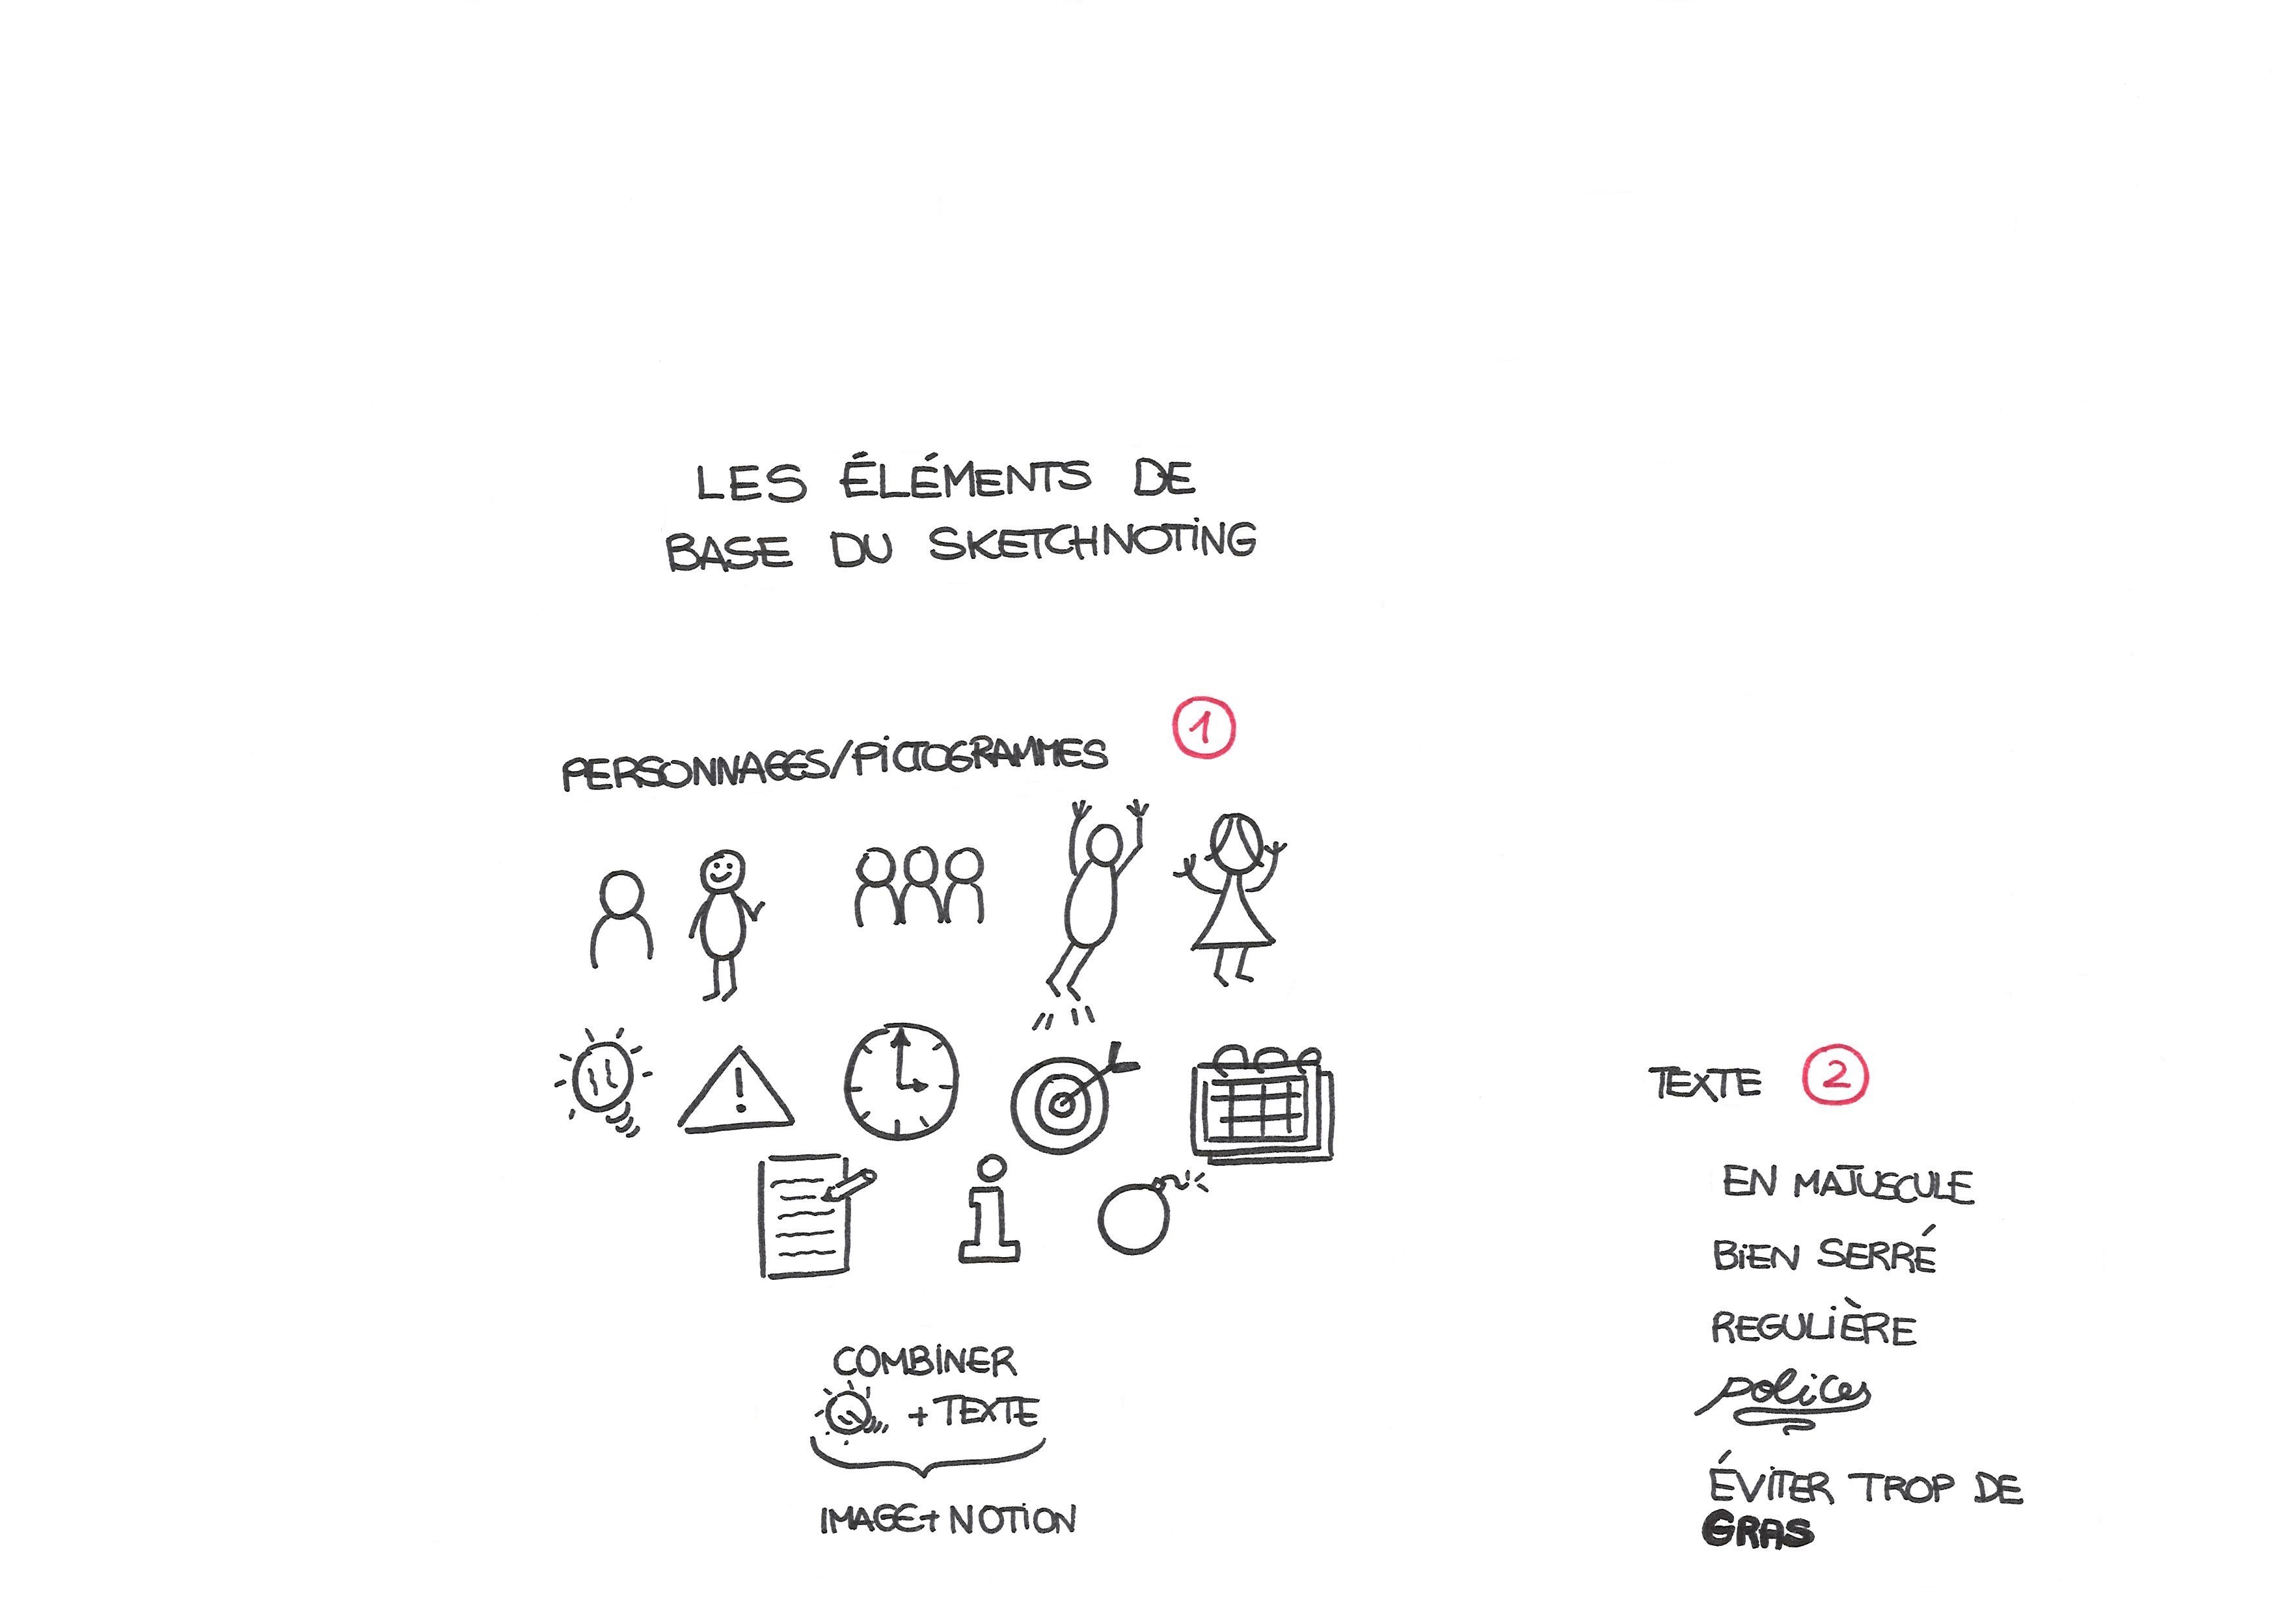 LES ÉLÉMENTS DE
BASE DU SKETCHNOTING
PERSONNAGES/PICTOGRAMMES 1
COMBINER
+ TEXTE
IMAGE + NOTION
TEXTE 2
EN MAJUSCULE
BIEN SERRÉ
REGULIÈRE
polices
ÉVITER TROP DE
GRAS